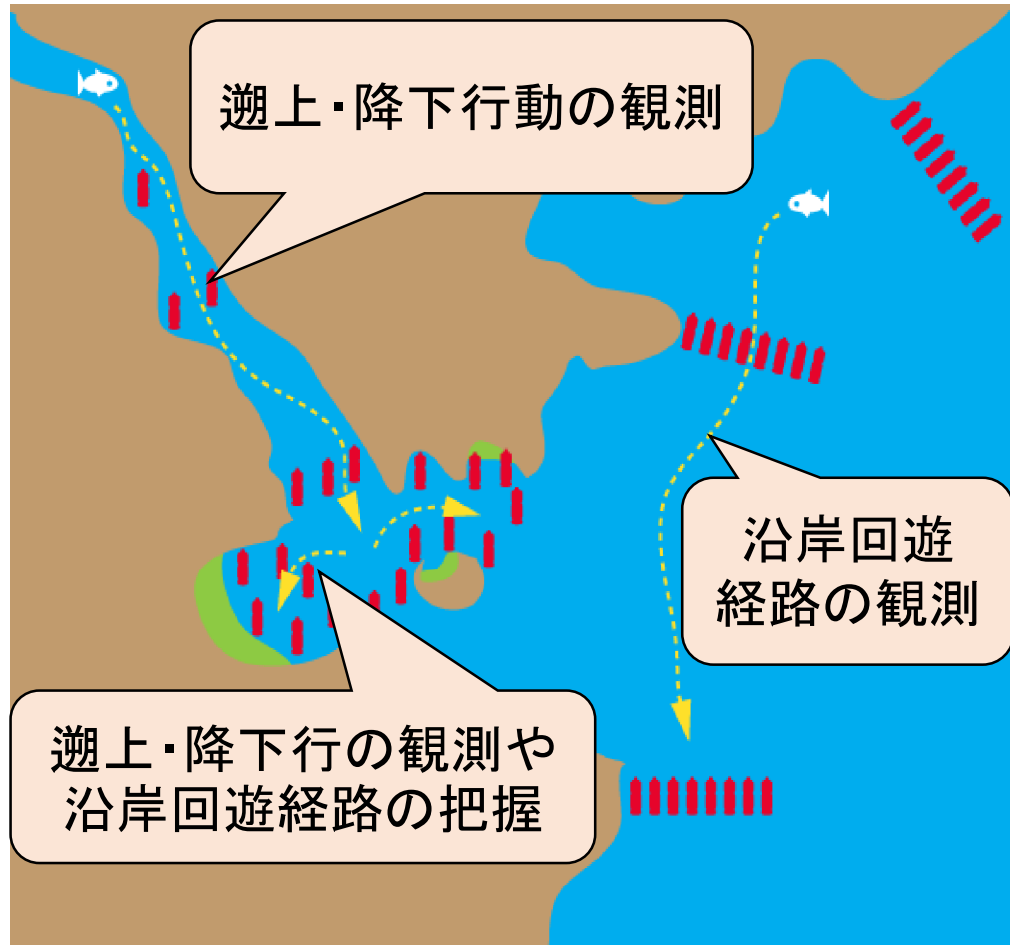 遡上・降下行動の観測
沿岸回遊
経路の観測
遡上・降下行の観測や
沿岸回遊経路の把握